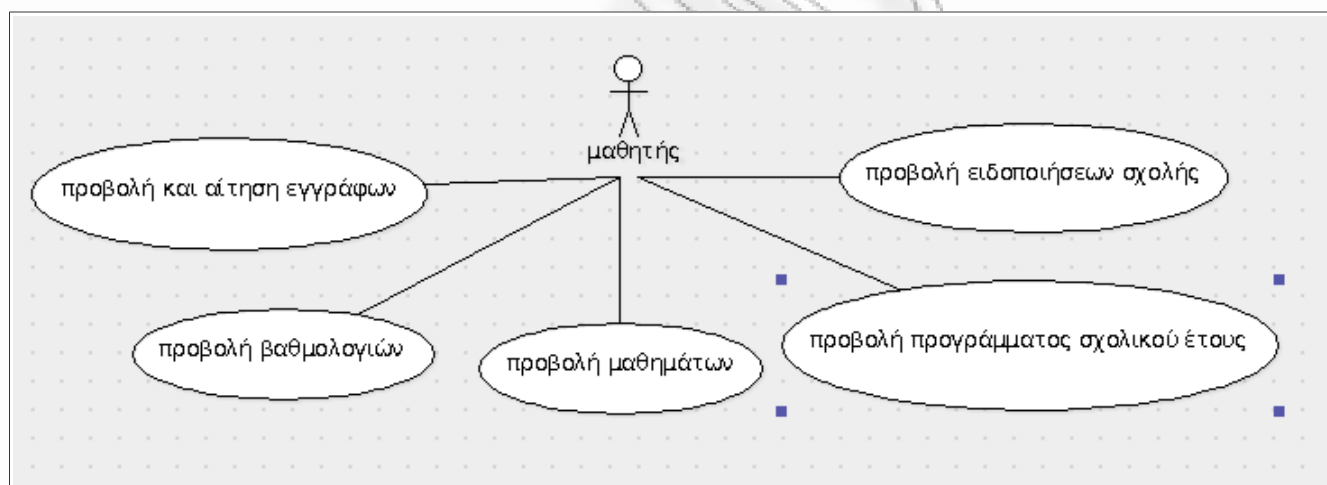 μαθητής
προβολή και αίτηση εγγράφων
προβολή ειδοποιήσεων σχολής
προβολή βαθμολογιών
προβολή μαθημάτων
προβολή προγράμματος σχολικού έτους